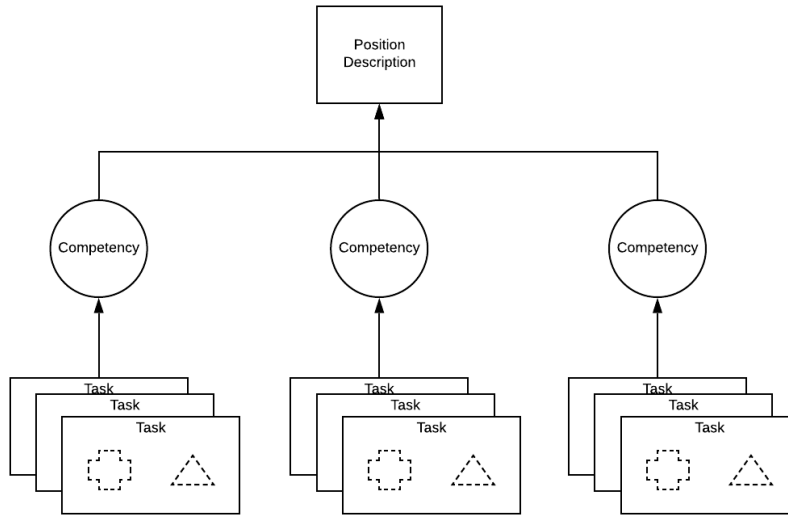 Position
Description
Competency
Competency
Competency
Task
Task
Task
Task
Task
Task
Task
Task
Task